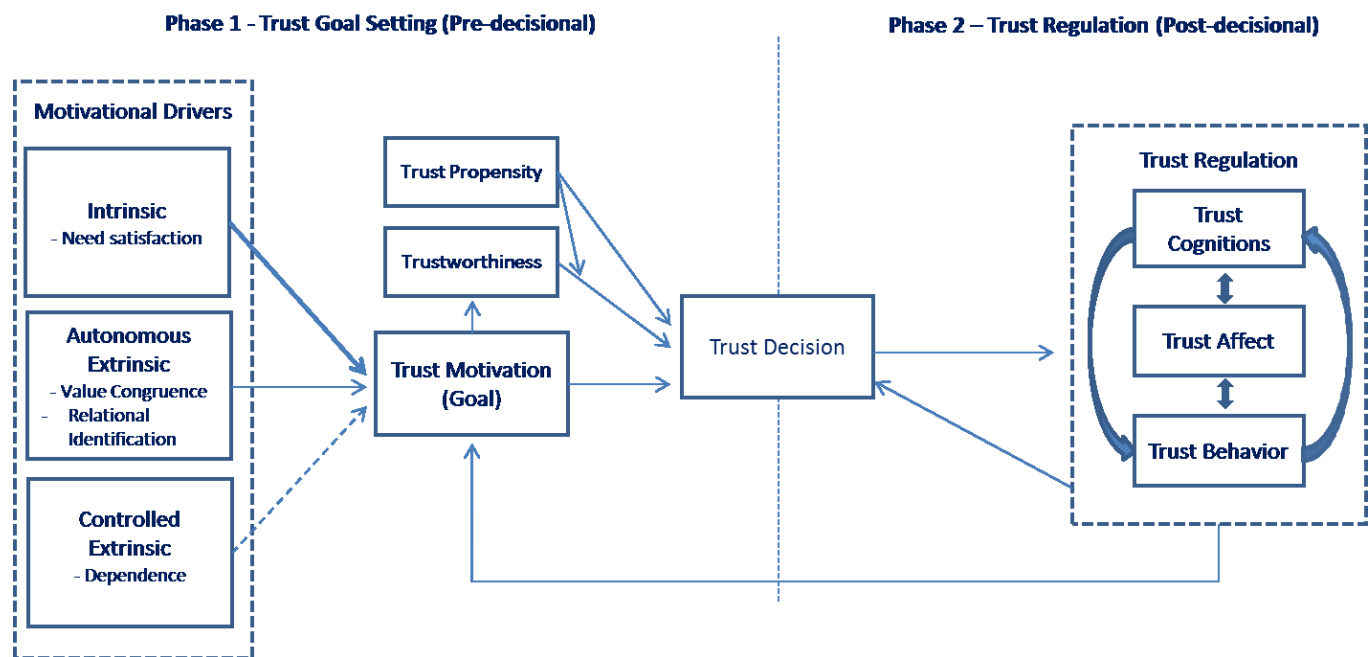 Phase 1 - Trust Goal Setting (Pre-decisional)
Phase 2 – Trust Regulation (Post-decisional)
Motivational Drivers
Intrinsic
- Need satisfaction
Autonomous
Extrinsic
- Value Congruence
- Relational
Identification
Controlled
Extrinsic
- Dependence
Trust Propensity
Trustworthiness
Trust Motivation
(Goal)
Trust Decision
Trust Regulation
Trust
Cognitions
Trust Affect
Trust Behavior